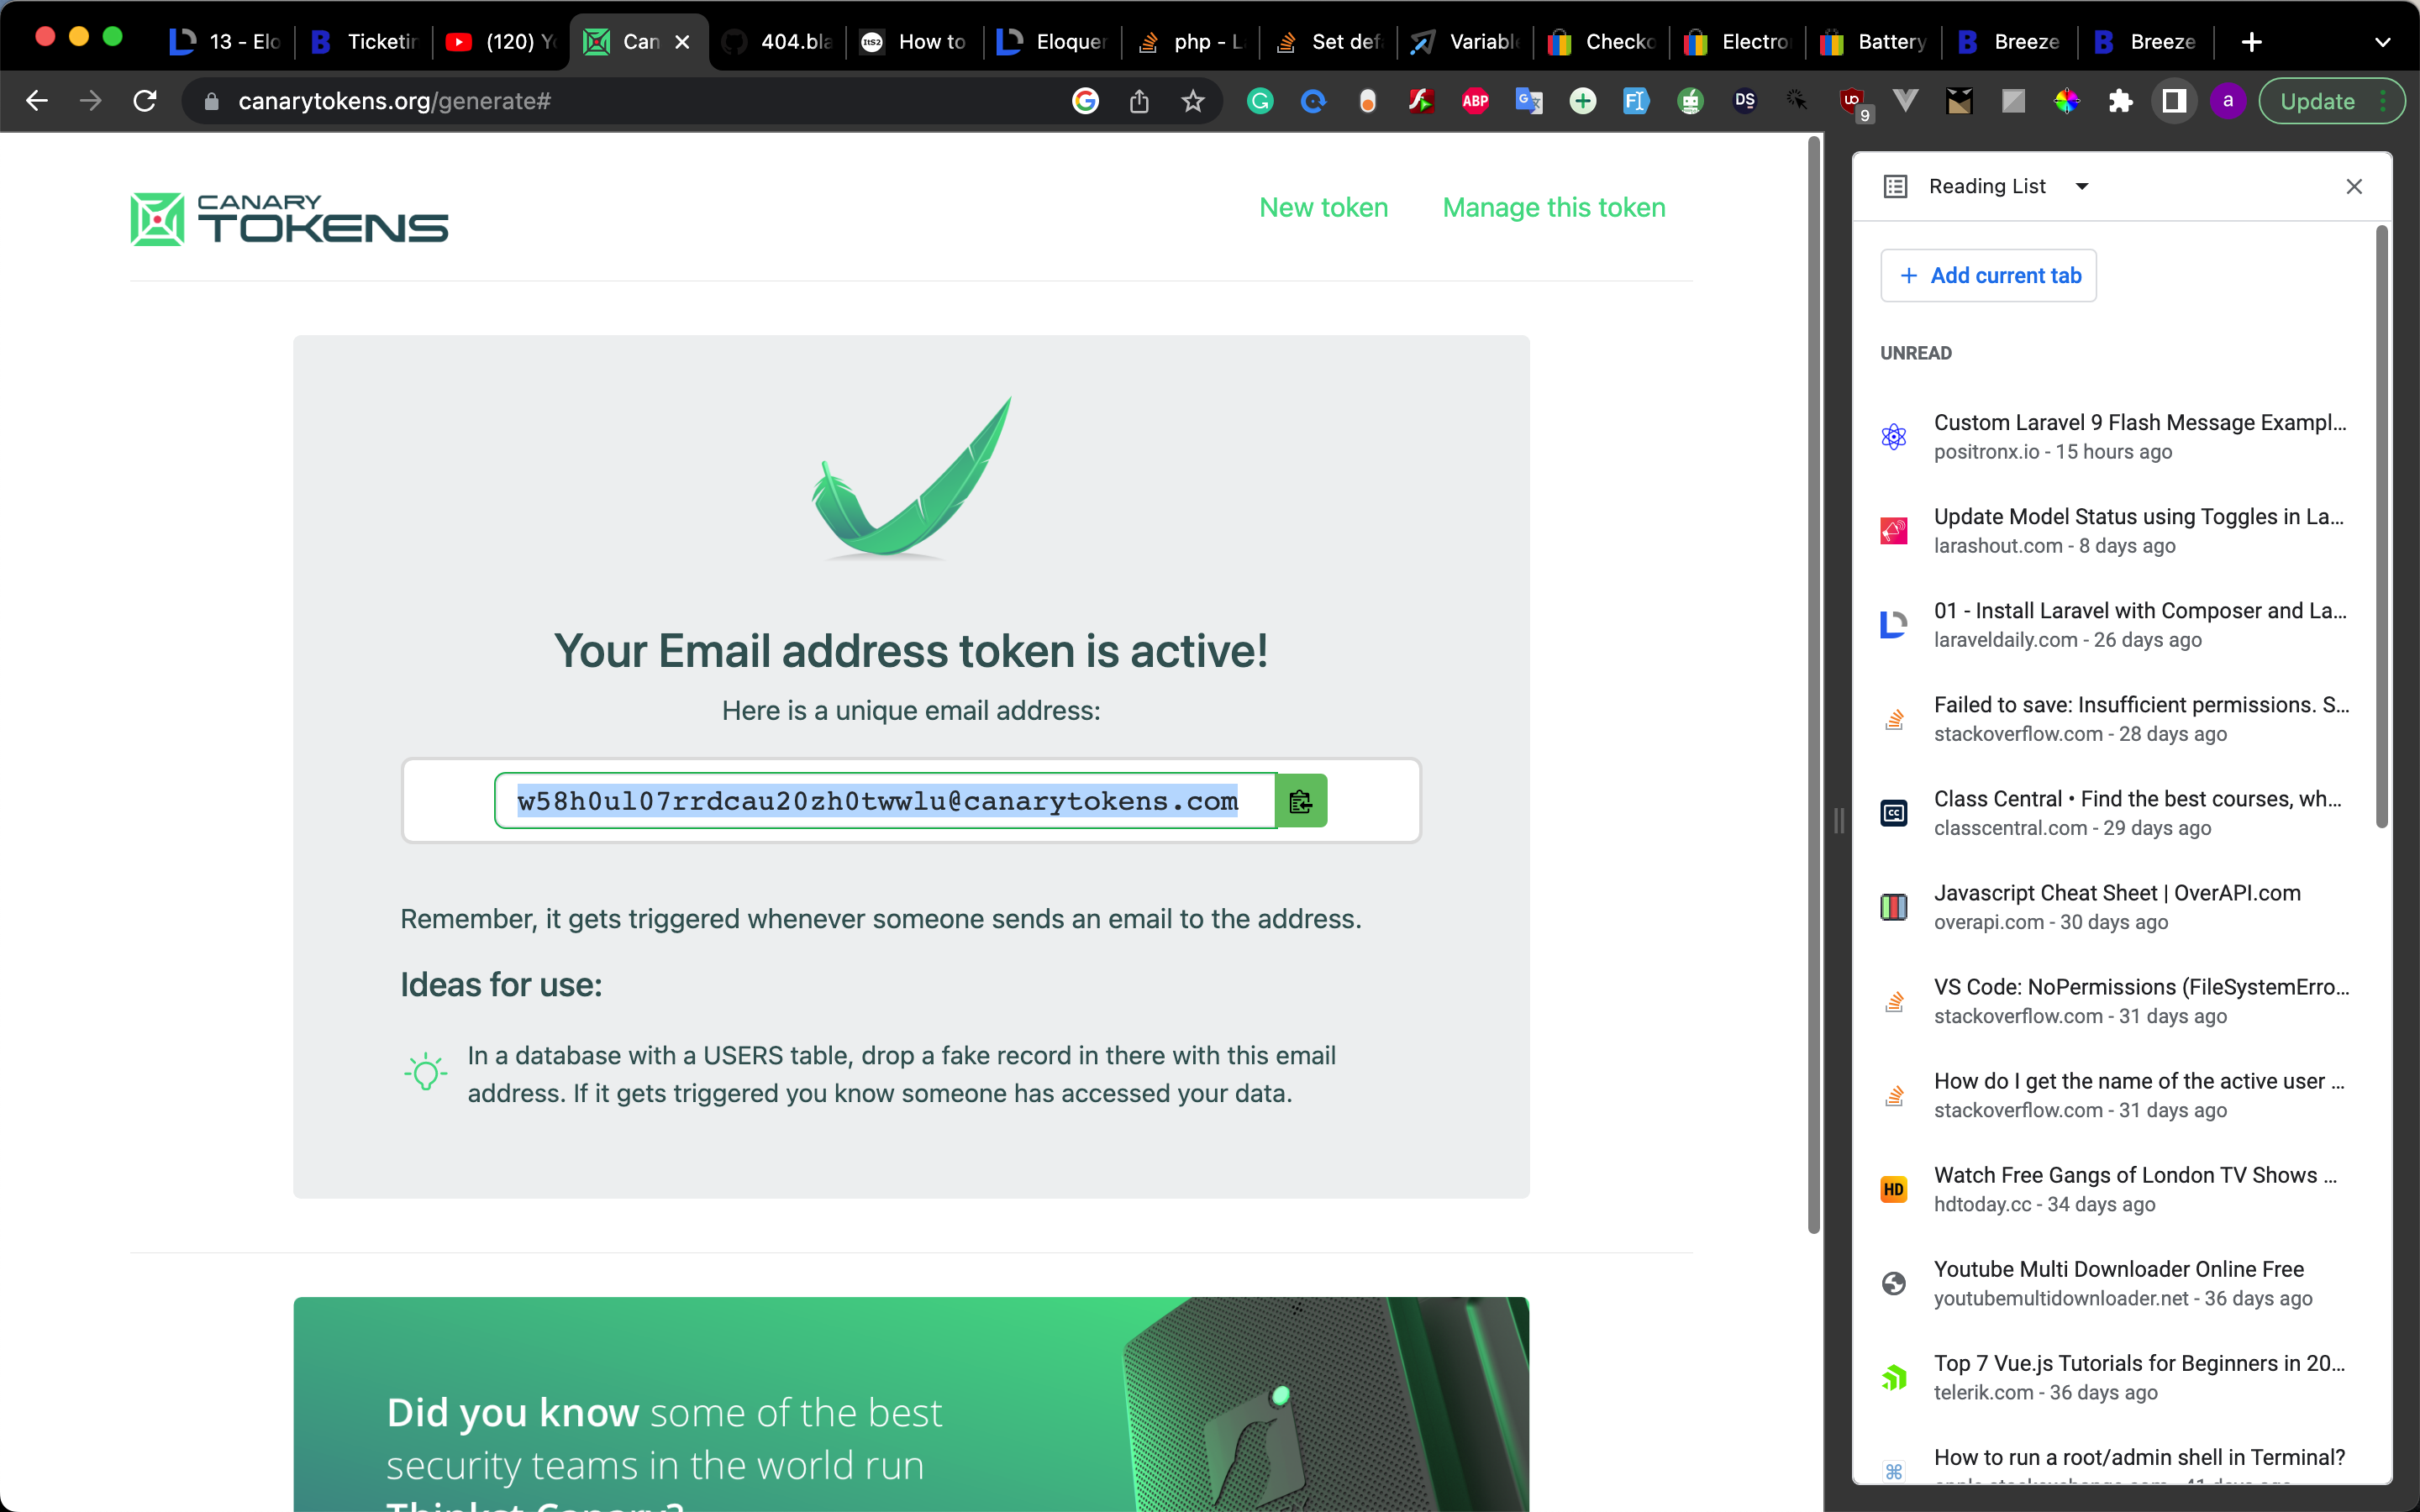 13 - Elo
Ticketin
(120) Yo
Can
404.bla
How to
Eloquer
php - L
Set def
Variable
Checko
Electro
Battery
Breeze
Breeze
canarytokens.org/generate#
ABP
DS
9
a
Update
CANARY
TOKENS
New token
Manage this token
Your Email address token is active!
Here is a unique email address:
w58h0ul07rrdcau20zh0twwlu@canarytokens.com
Remember, it gets triggered whenever someone sends an email to the address.
Ideas for use:
In a database with a USERS table, drop a fake record in there with this email
address. If it gets triggered you know someone has accessed your data.
Did you know some of the best
security teams in the world run
Thinkst Canary?
Reading List
Add current tab
UNREAD
Custom Laravel 9 Flash Message Exampl...
positronx.io - 15 hours ago
Update Model Status using Toggles in La...
larashout.com - 8 days ago
01 - Install Laravel with Composer and La...
laraveldaily.com - 26 days ago
Failed to save: Insufficient permissions. S...
stackoverflow.com - 28 days ago
Class Central • Find the best courses, wh...
classcentral.com - 29 days ago
Javascript Cheat Sheet | OverAPI.com
overapi.com - 30 days ago
VS Code: NoPermissions (FileSystemErro...
stackoverflow.com - 31 days ago
How do I get the name of the active user ...
stackoverflow.com - 31 days ago
HD
Watch Free Gangs of London TV Shows ...
hdtoday.cc - 34 days ago
Youtube Multi Downloader Online Free
youtubemultidownloader.net - 36 days ago
Top 7 Vue.js Tutorials for Beginners in 20...
telerik.com - 36 days ago
How to run a root/admin shell in Terminal?